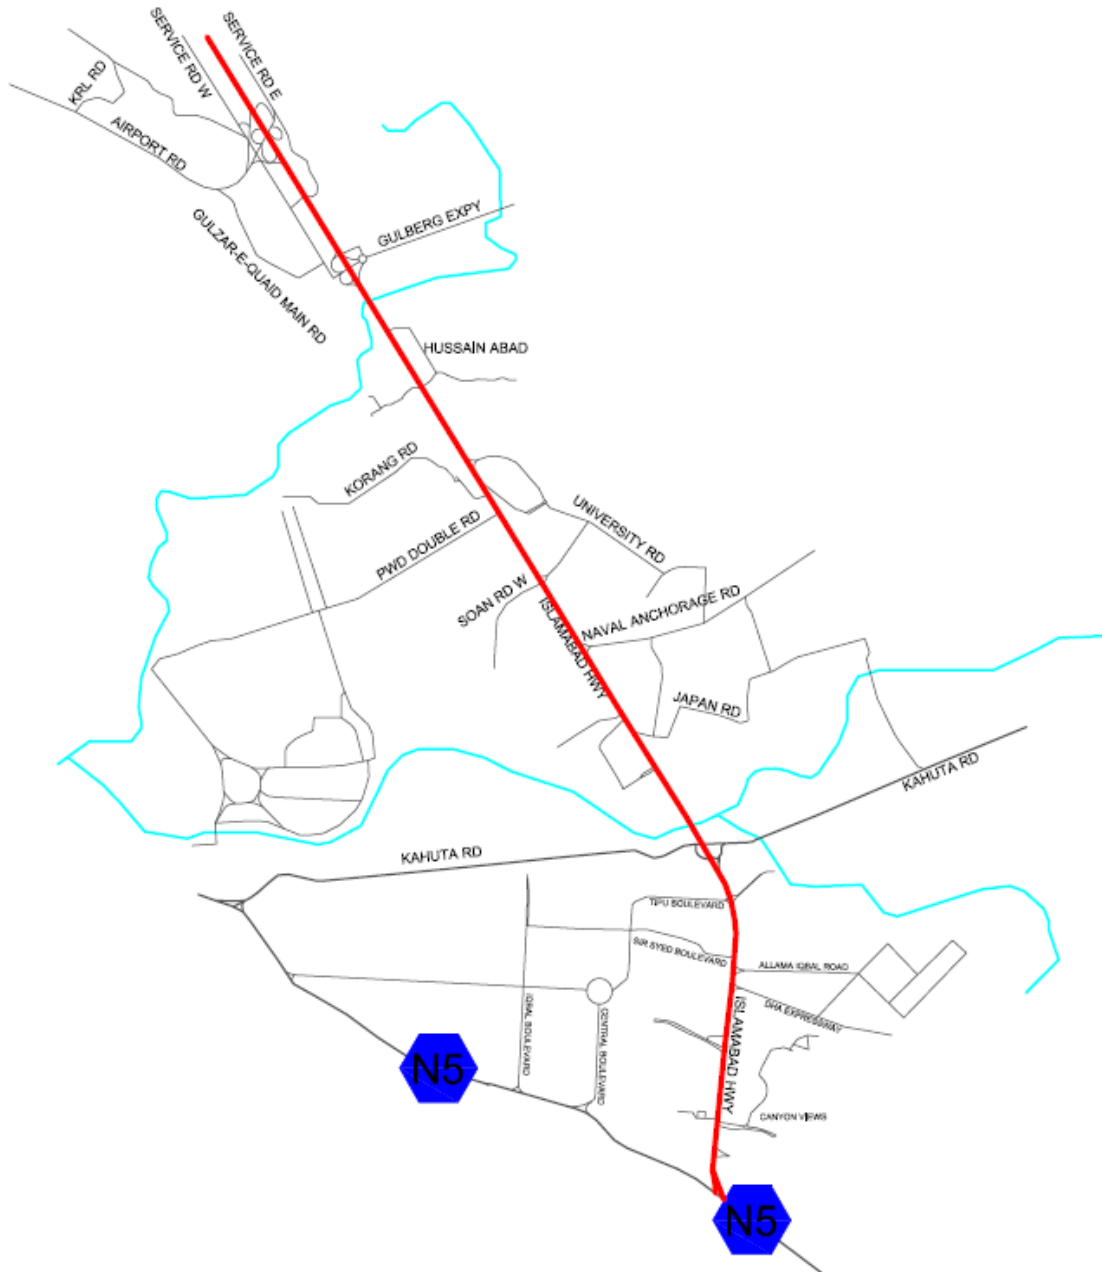 SERVICE RD W
SERVICE RD E
KRL RD
AIRPORT RD
GULZAR-E-QUAID MAIN RD
GULBERG EXPY
HUSSAIN ABAD
KORANG RD
PWD DOUBLE RD
UNIVERSITY RD
SOAN RD W
ISLAMABAD HWY
NAVAL ANCHORAGE RD
JAPAN RD
KAHUTA RD
KAHUTA RD
TIPU BOULEVARD
SIR SYED BOULEVARD
ALLAMA IQBAL ROAD
DHA EXPRESSWAY
IQBAL BOULEVARD
CENTRAL BOULEVARD
ISLAMABAD HWY
N5
CANYON VIEWS
N5